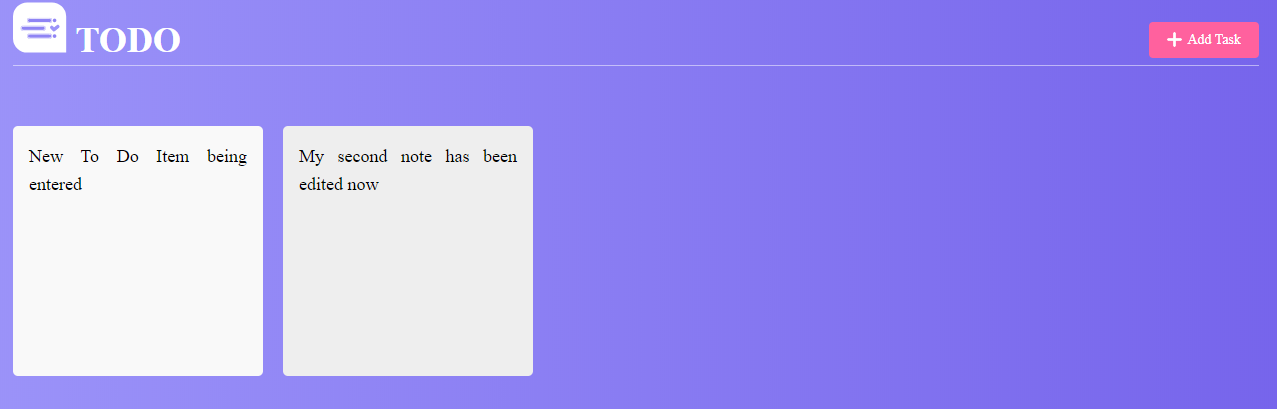 TODO
Add Task
New To Do Item being
entered
My second note has been
edited now